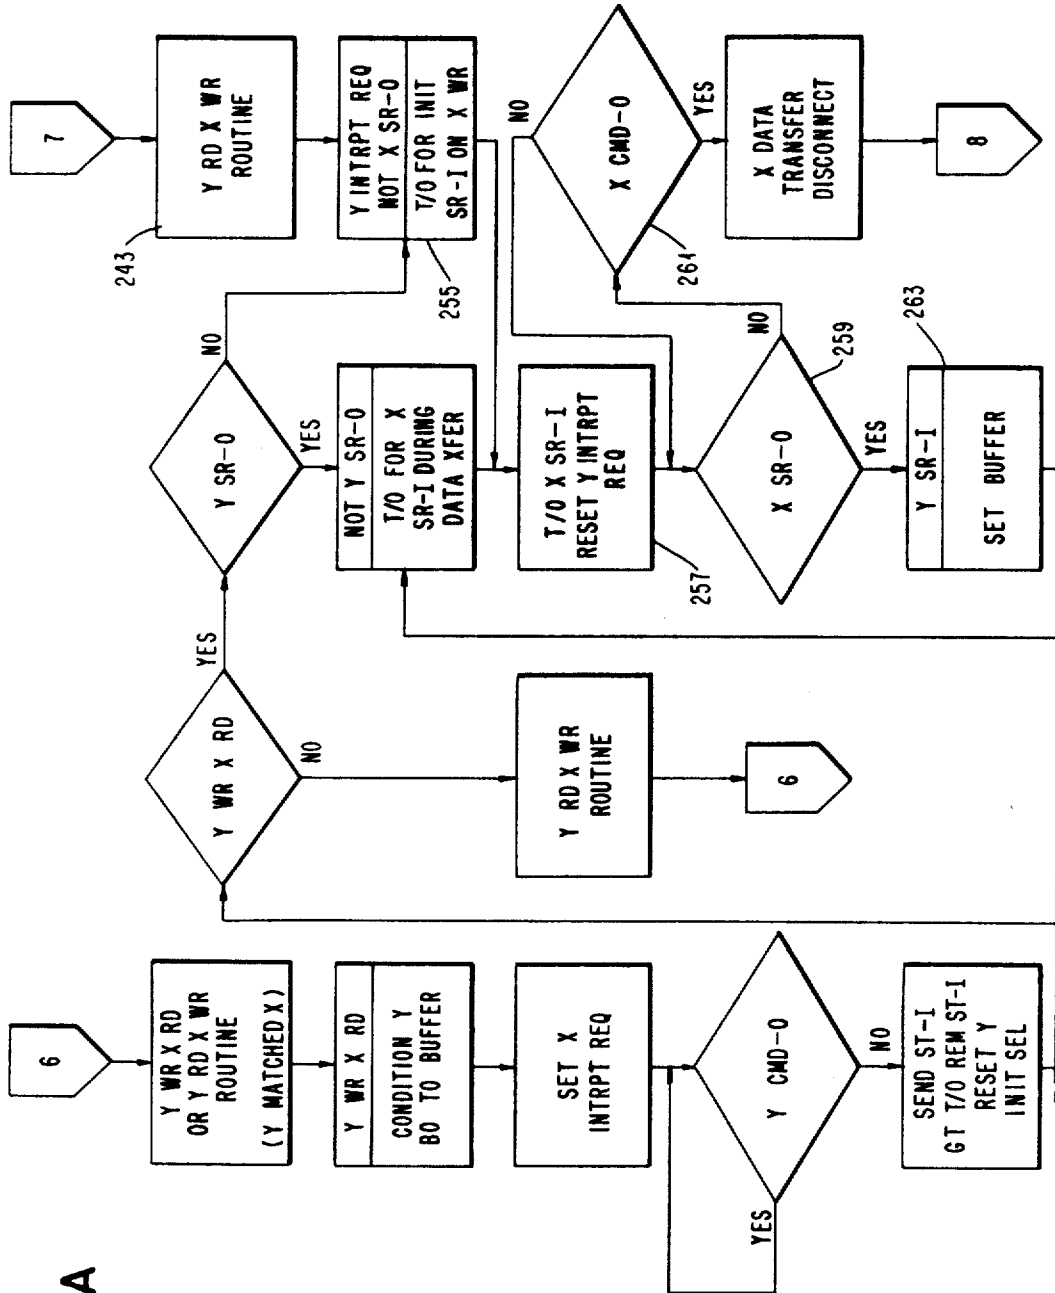 A
6
Y WR X RD
OR Y RD X WR
ROUTINE
(Y MATCHED X)
Y WR X RD
CONDITION Y
BO TO BUFFER
SET X
INTRPT REQ
Y CMD-O
YES
NO
SEND ST-I
GT T/O REM ST-I
RESET Y
INIT SEL
Y WR X RD
YES
NO
Y RD X WR
ROUTINE
6
Y SR-O
NO
YES
NOT Y SR-O
T/O FOR X
SR-I DURING
DATA XFER
T/O X SR-I
RESET Y INTRPT
REQ
257
X SR-O
259
NO
YES
Y SR-I
263
SET BUFFER
7
243
Y RD X WR
ROUTINE
Y INTRPT REQ
NOT X SR-O
T/O FOR INIT
SR-I ON X WR
255
X CMD-O
261
NO
YES
X DATA
TRANSFER
DISCONNECT
8